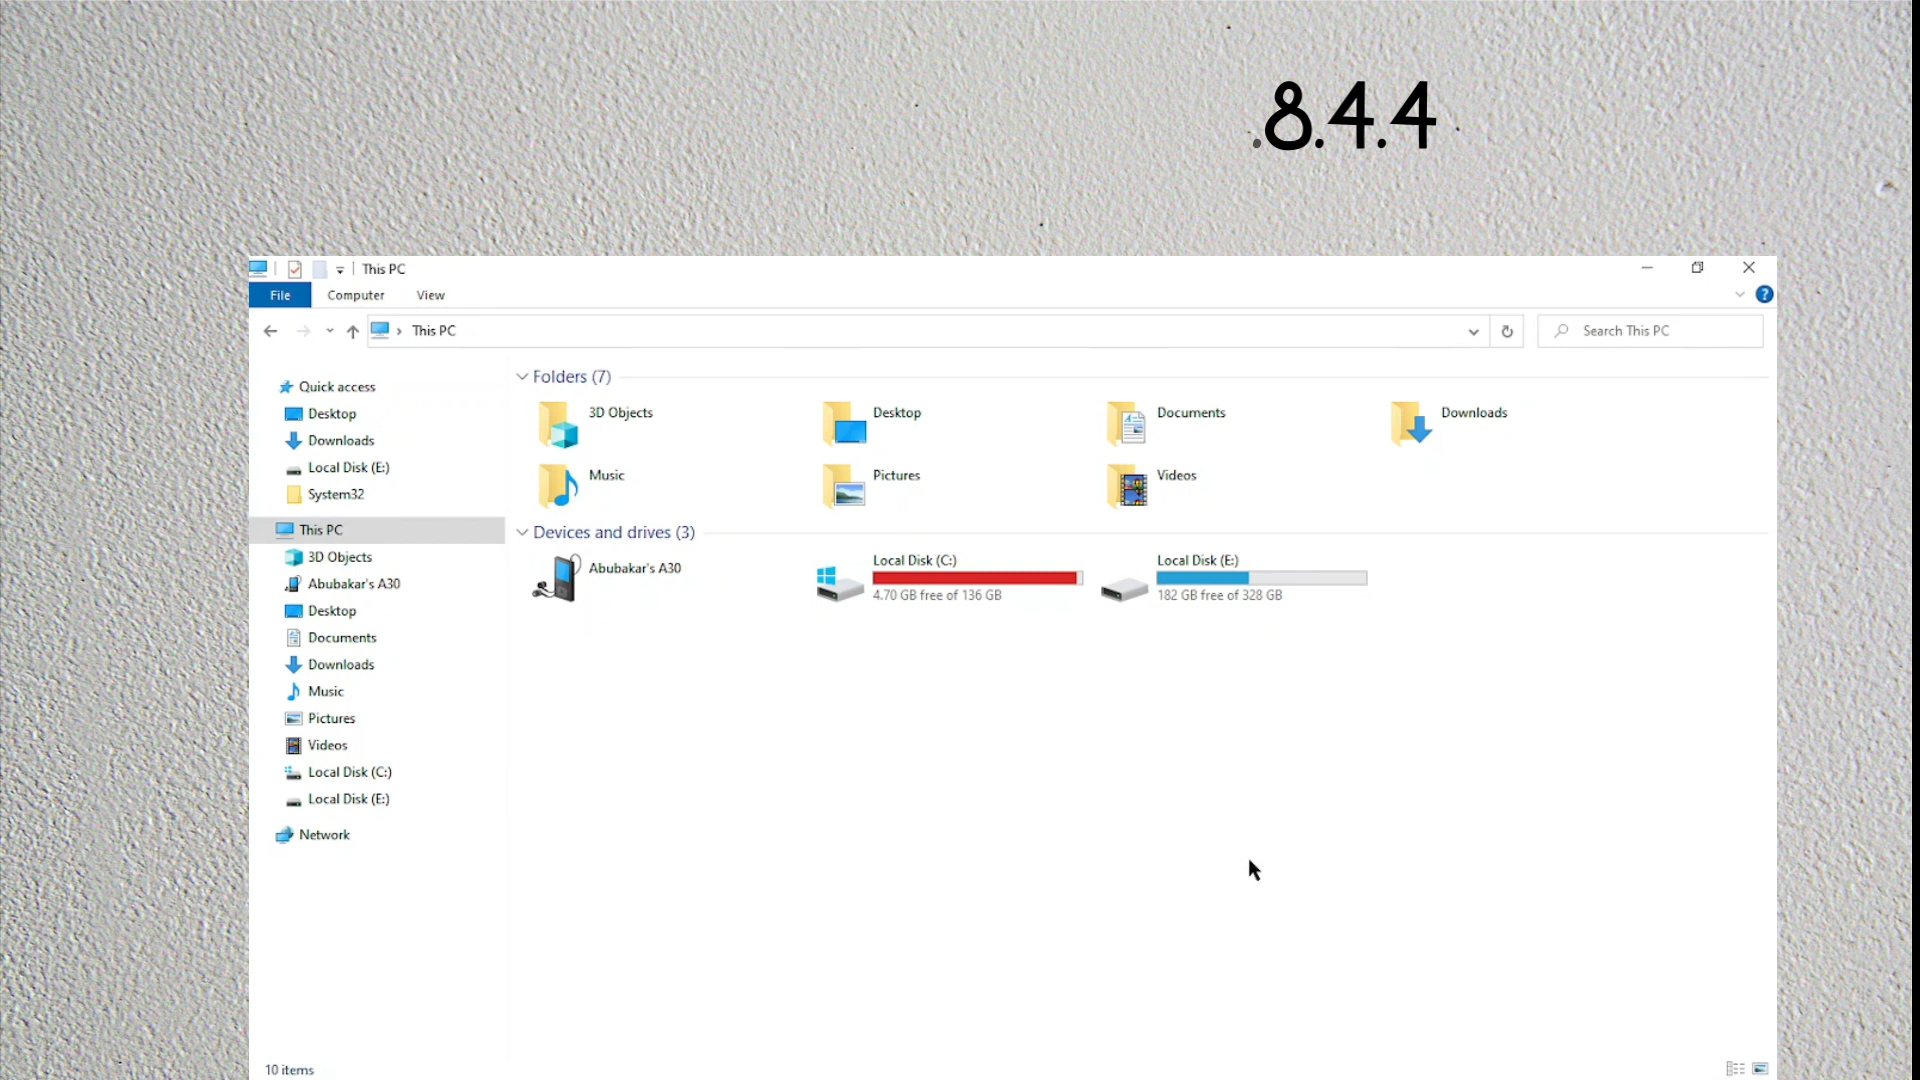 .8.4.4
This PC
File Computer View
This PC
Search This PC
Quick access
Desktop
Downloads
Local Disk (E:)
System32
This PC
3D Objects
Abubakar's A30
Desktop
Documents
Downloads
Music
Pictures
Videos
Local Disk (C:)
Local Disk (E:)
Network
Folders (7)
3D Objects Desktop Documents Downloads
Music Pictures Videos
Devices and drives (3)
Abubakar's A30
Local Disk (C:)
4.70 GB free of 136 GB
Local Disk (E:)
182 GB free of 328 GB
10 items